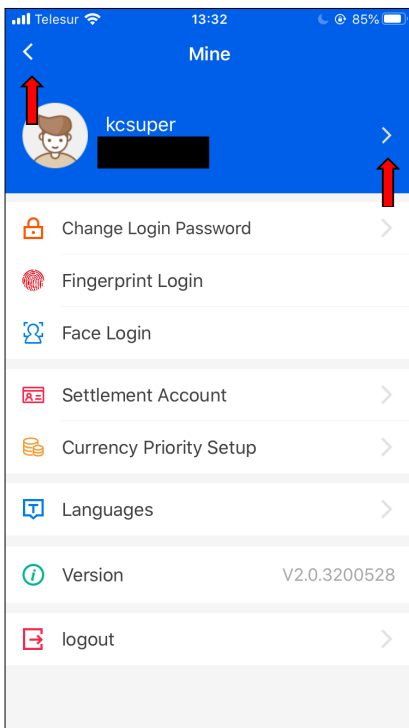 Telesur 13:32 85%
Mine
kcsuper
Change Login Password
Fingerprint Login
Face Login
Settlement Account
Currency Priority Setup
Languages
Version V2.0.3200528
logout